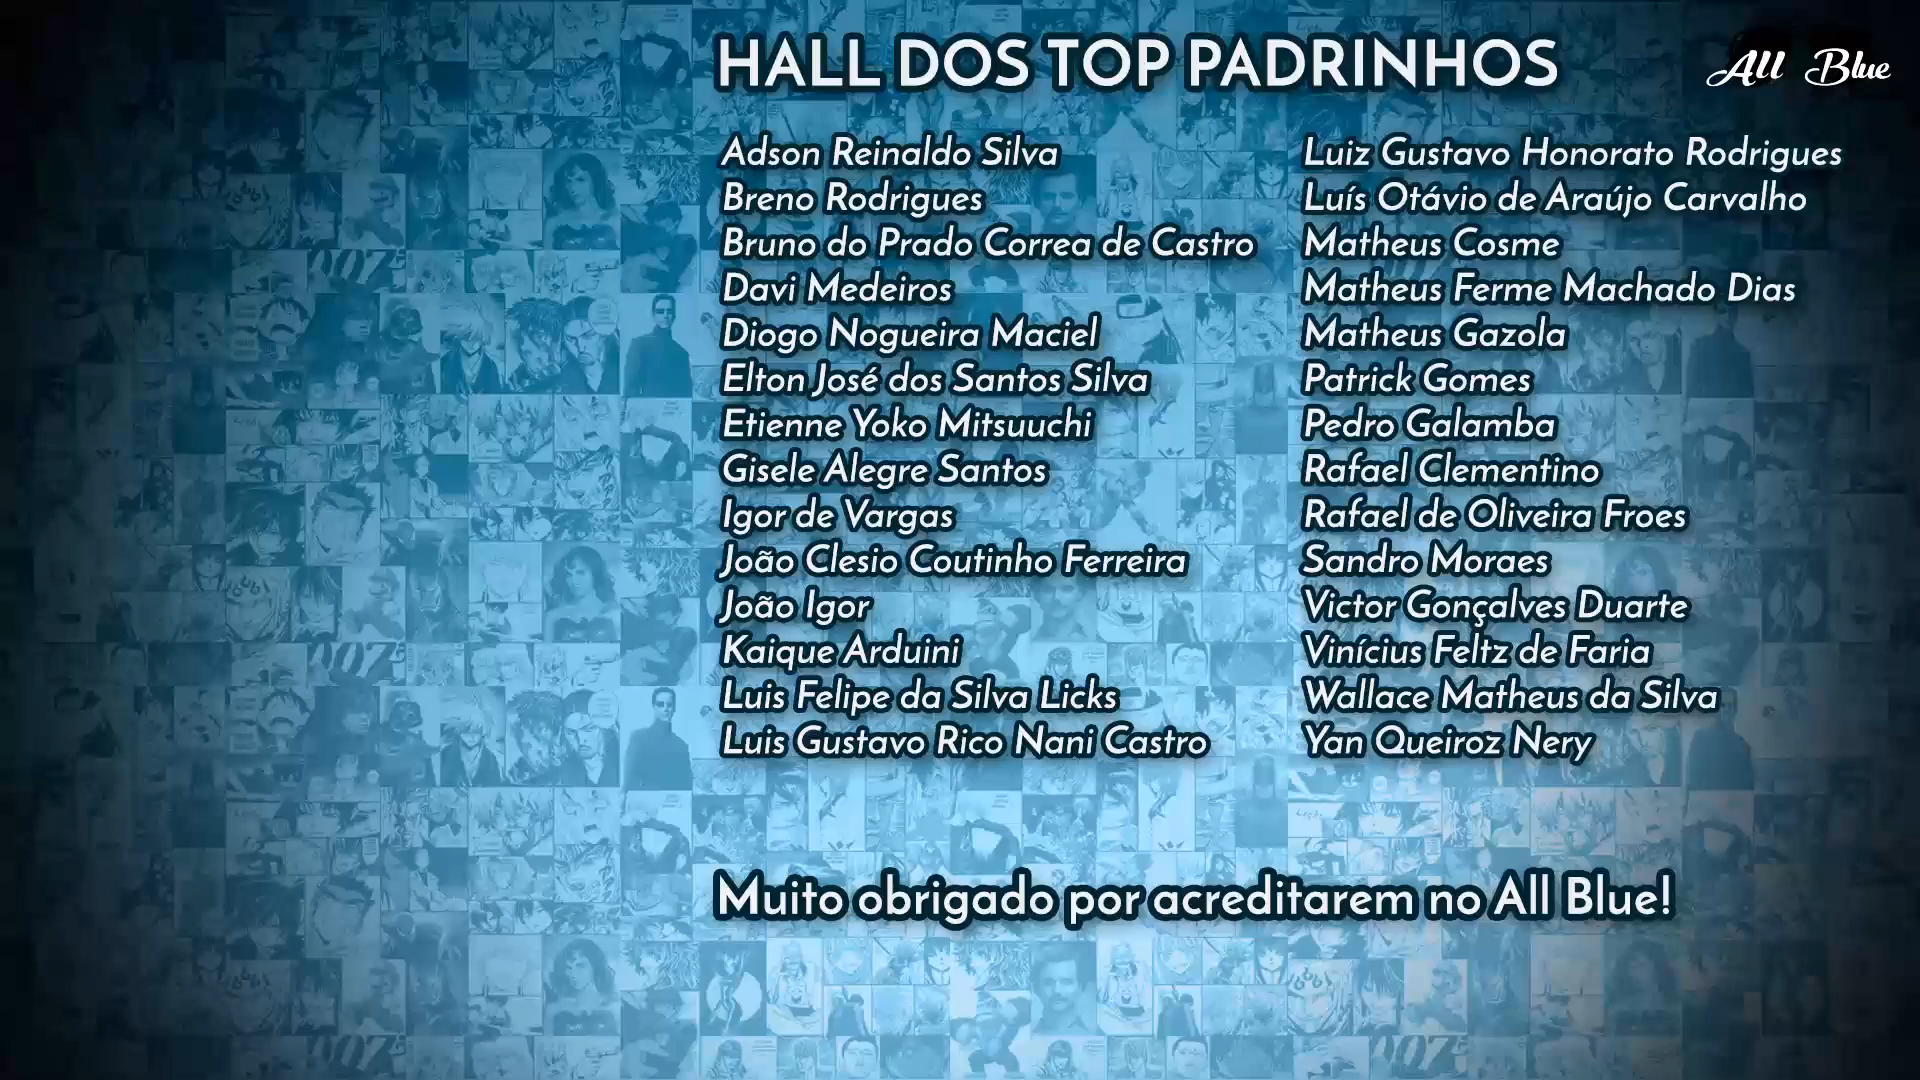 HALL DOS TOP PADRINHOS
All Blue
Adson Reinaldo Silva
Breno Rodrigues
Bruno do Prado Correa de Castro
Davi Medeiros
Diogo Nogueira Maciel
Elton José dos Santos Silva
Etienne Yoko Mitsuuchi
Gisele Alegre Santos
Igor de Vargas
João Clesio Coutinho Ferreira
João Igor
Kaique Arduini
Luis Felipe da Silva Licks
Luis Gustavo Rico Nani Castro
Luiz Gustavo Honorato Rodrigues
Luís Otávio de Araújo Carvalho
Matheus Cosme
Matheus Ferme Machado Dias
Matheus Gazola
Patrick Gomes
Pedro Galamba
Rafael Clementino
Rafael de Oliveira Froes
Sandro Moraes
Victor Gonçalves Duarte
Vinícius Feltz de Faria
Wallace Matheus da Silva
Yan Queiroz Nery
Muito obrigado por acreditarem no All Blue!
007
007
007
007